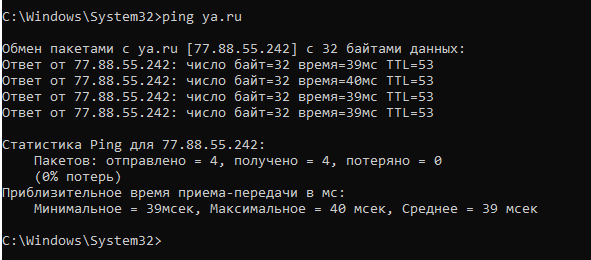 C:\Windows\System32>ping ya.ru
Обмен пакетами с ya.ru [77.88.55.242] с 32 байтами данных:
Ответ от 77.88.55.242: число байт=32 время=39мс TTL=53
Ответ от 77.88.55.242: число байт=32 время=40мс TTL=53
Ответ от 77.88.55.242: число байт=32 время=39мс TTL=53
Ответ от 77.88.55.242: число байт=32 время=39мс TTL=53
Статистика Ping для 77.88.55.242:
Пакетов: отправлено = 4, получено = 4, потеряно = 0
(0% потерь)
Приблизительное время приема-передачи в мс:
Минимальное = 39мсек, Максимальное = 40 мсек, Среднее = 39 мсек
C:\Windows\System32>